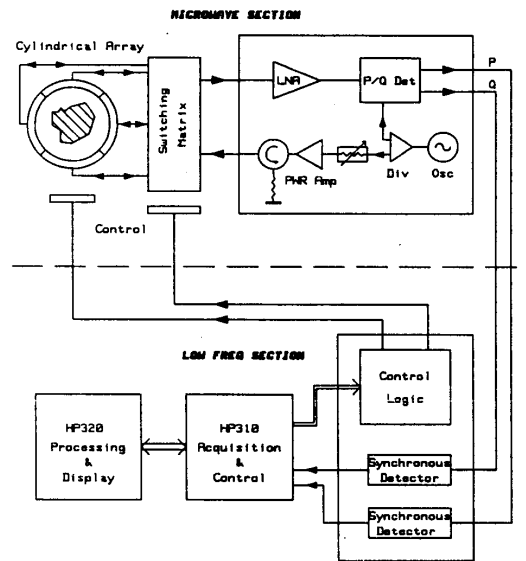 MICROWAVE SECTION
Cylindrical Array
Switching
Matrix
LNA
P/Q Det
P
Q
PWR Amp
Div
Osc
Control
LOW FREQ SECTION
Control
Logic
HP320
Processing
&
Display
HP310
Acquisition
&
Control
Synchronous
Detector
Synchronous
Detector